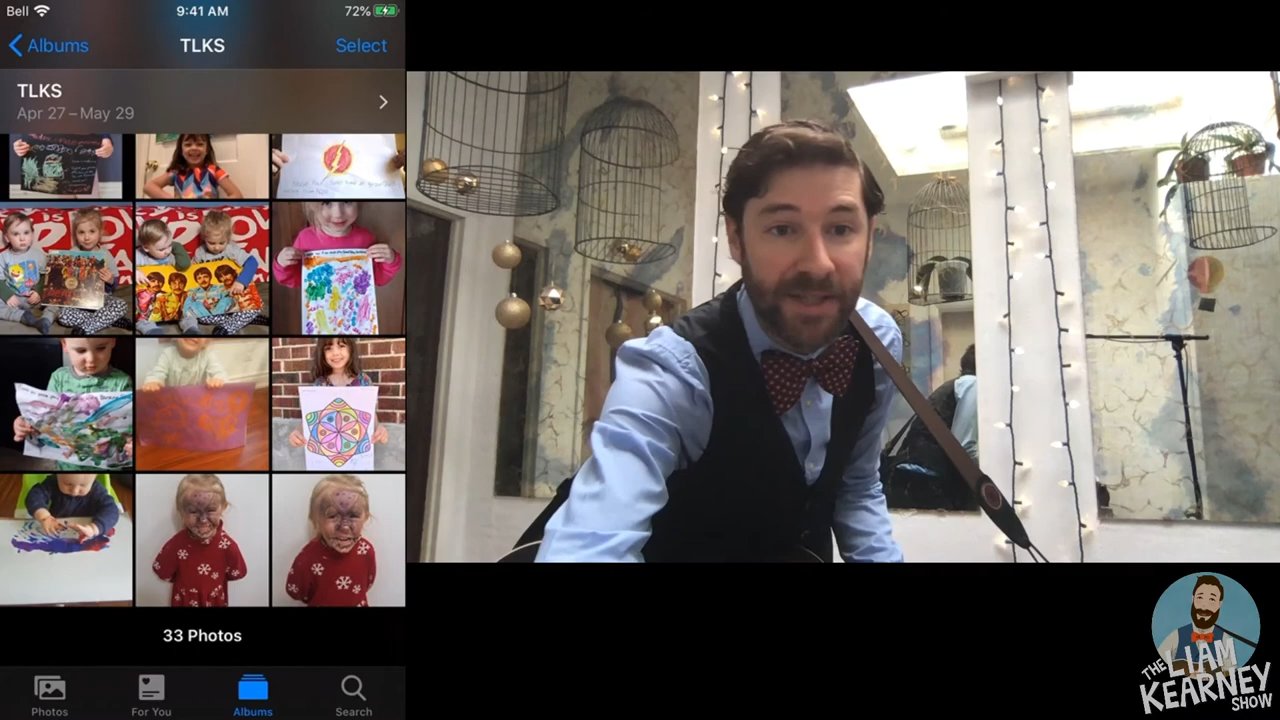 Bell
9:41 AM
72%
Albums
TLKS
Select
TLKS
Apr 27 – May 29
33 Photos
Photos
For You
Albums
Search
THE
LIAM
KEARNEY
SHOW